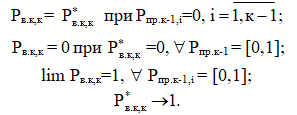 Pв.к,к= P*в.к,к при Pпр.к-1,i=0, i = 1,к − 1;
Pв.к,к = 0 при P*в.к,к =0, ∀ Pпр.к-1 = [0,1];
lim Pв.к,к=1, ∀ Pпр.к-1,i = [0,1];
P*в.к,к →1.